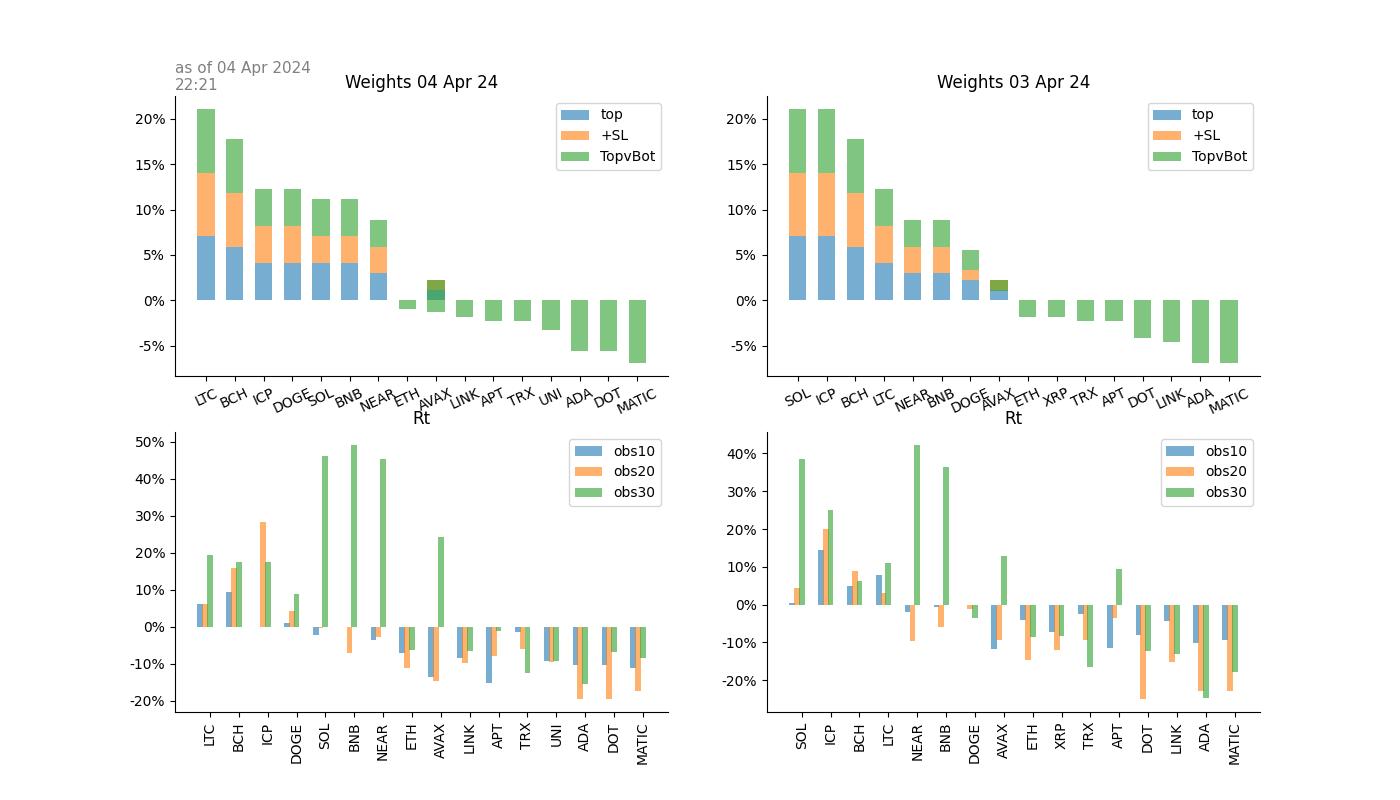 as of 04 Apr 2024
22:21
Weights 04 Apr 24
20%
15%
10%
5%
0%
-5%
top
+SL
TopvBot
LTC BCH ICP DOGE SOL BNB NEAR ETH AVAX LINK APT TRX UNI ADA DOT MATIC
Weights 03 Apr 24
20%
15%
10%
5%
0%
-5%
top
+SL
TopvBot
SOL ICP BCH LTC NEAR BNB DOGE AVAX ETH XRP TRX APT DOT LINK ADA MATIC
Rt
50%
40%
30%
20%
10%
0%
-10%
-20%
obs10
obs20
obs30
LTC BCH ICP DOGE SOL BNB NEAR ETH AVAX LINK APT TRX UNI ADA DOT MATIC
Rt
40%
30%
20%
10%
0%
-10%
-20%
obs10
obs20
obs30
SOL ICP BCH LTC NEAR BNB DOGE AVAX ETH XRP TRX APT DOT LINK ADA MATIC